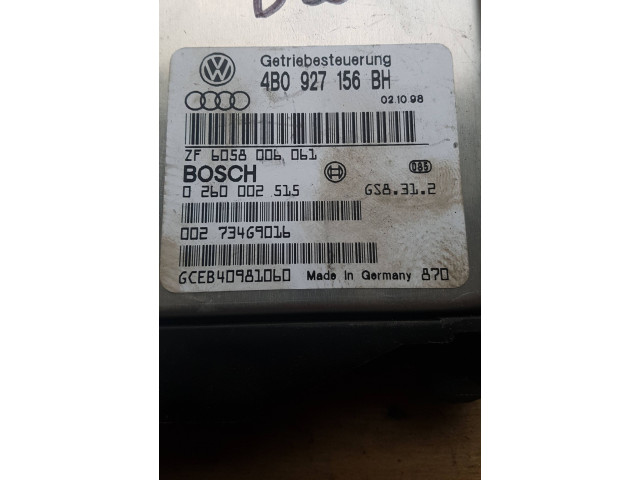 Getriebesteuerung
4B0 927 156 BH
02.10.98
ZF 6058 006 061
BOSCH
085
0 260 002 515 GS8.31.2
002 73469016
GCEB40981060 Made in Germany 870